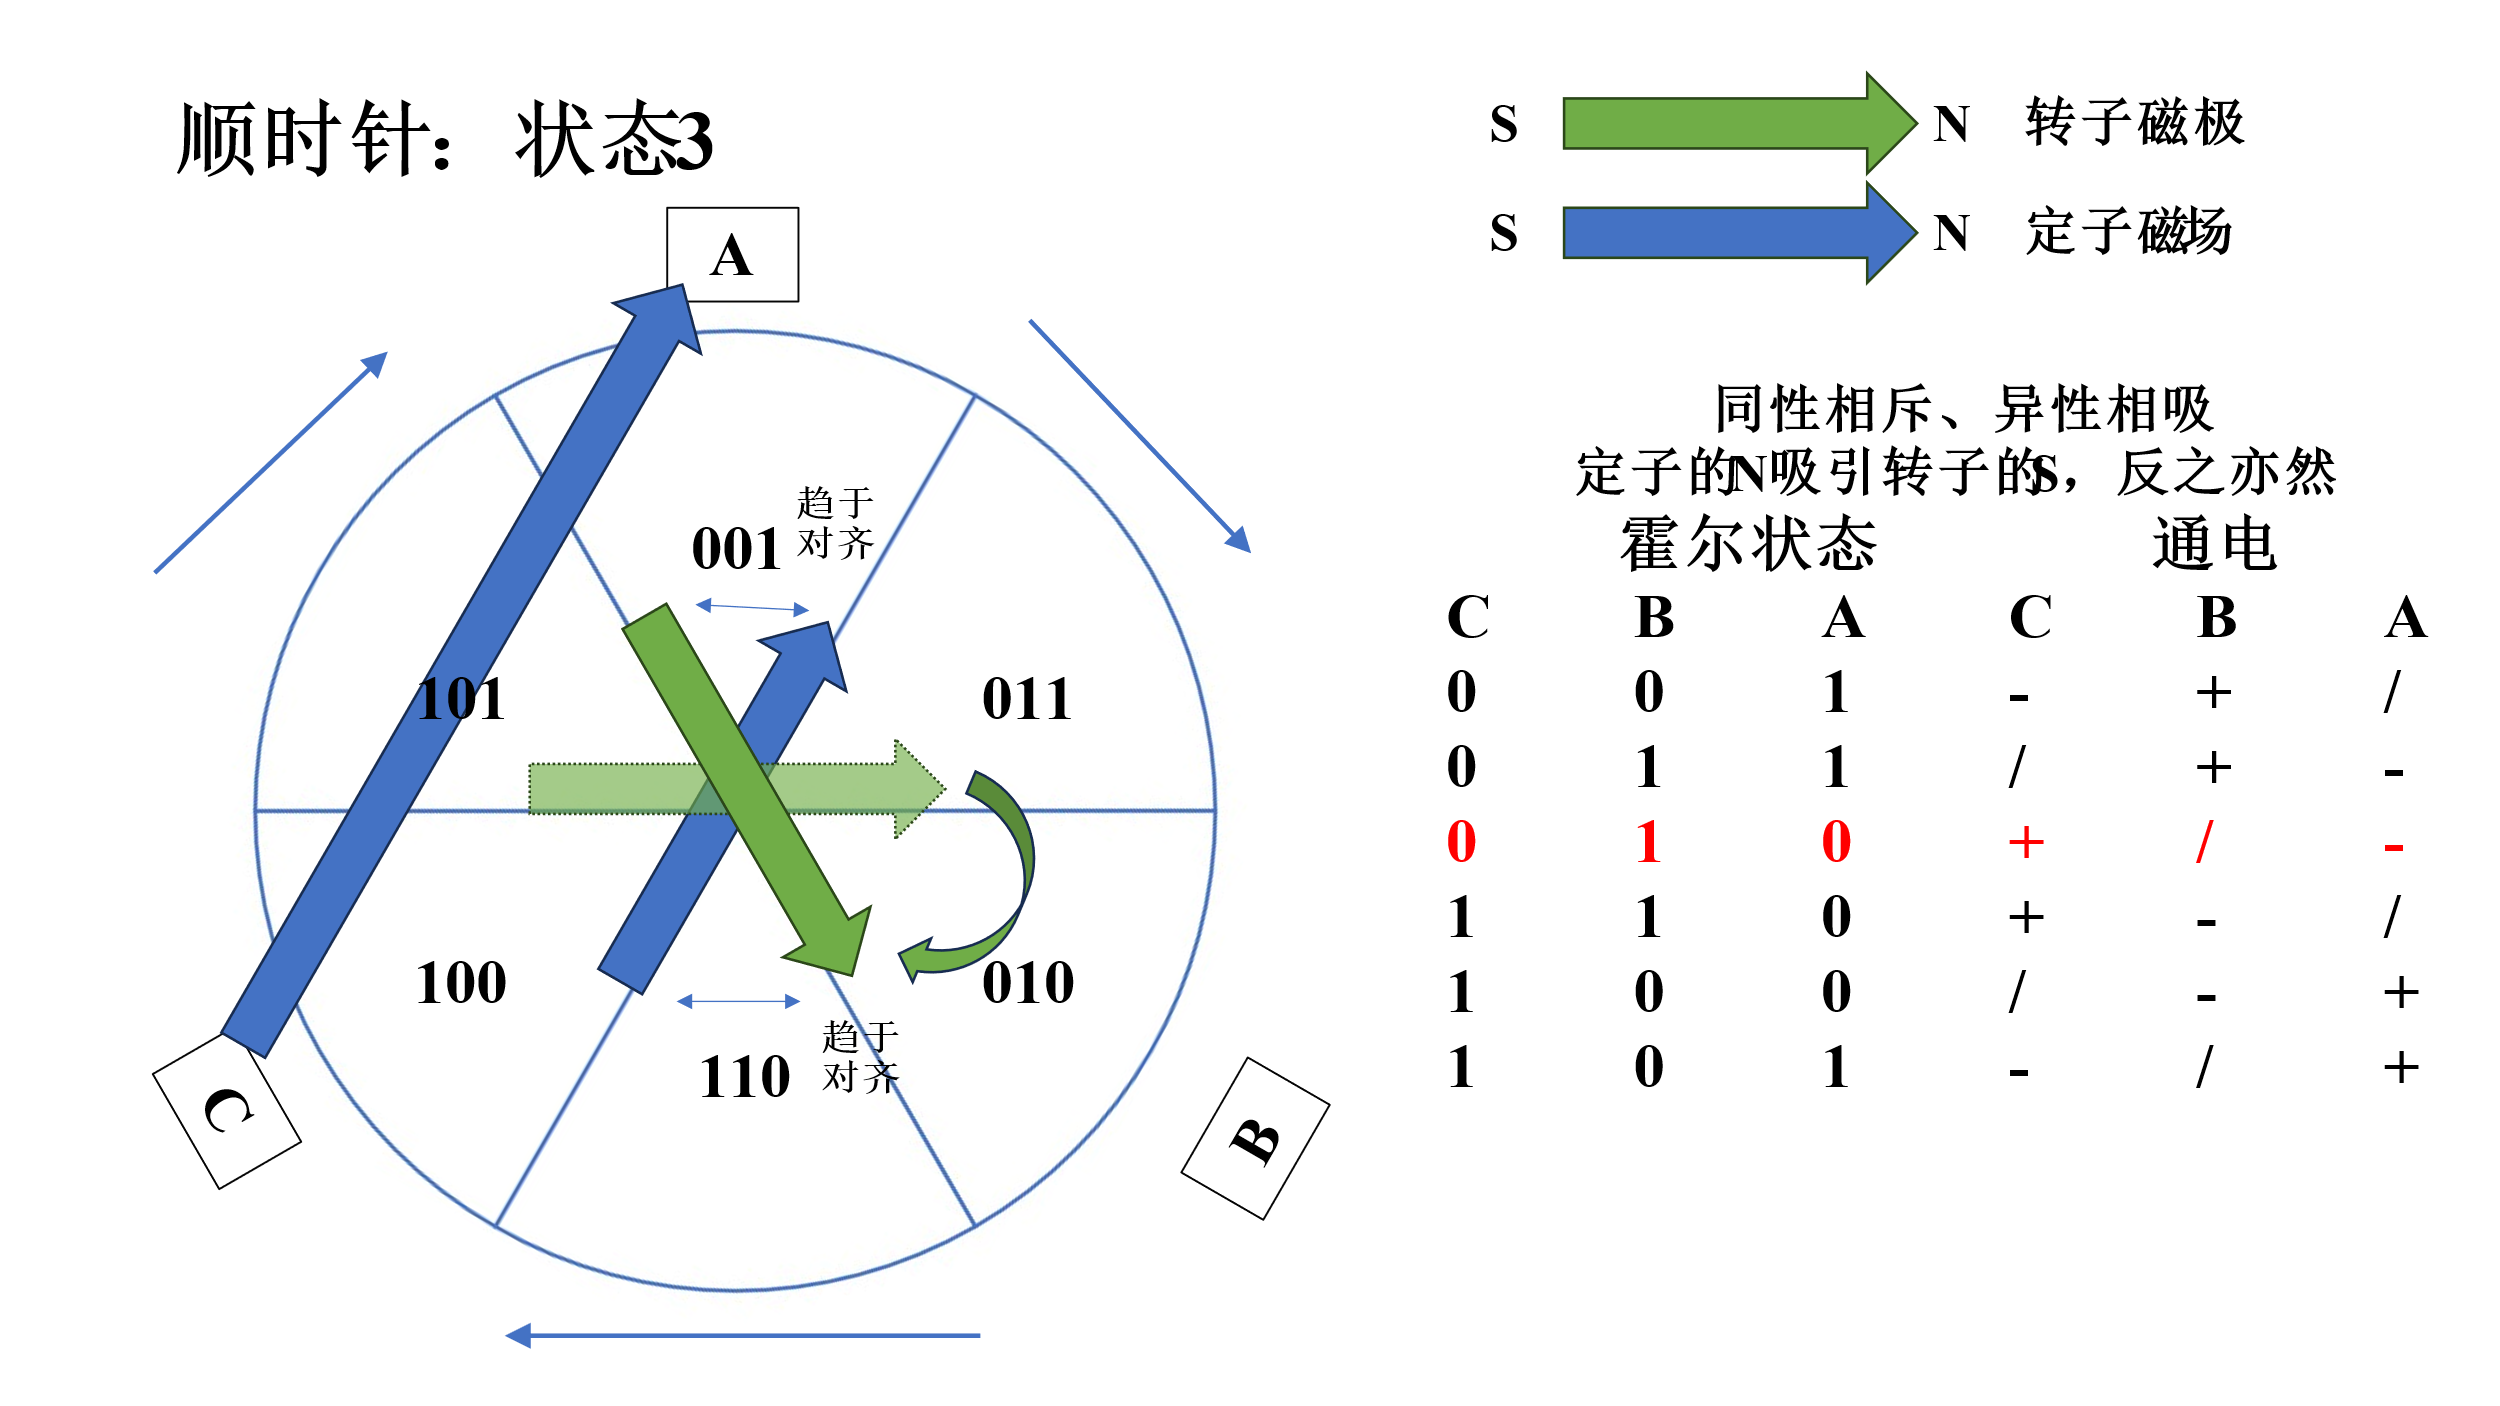 顺时针：状态3
S N 转子磁极
S N 定子磁场
A
同性相斥、异性相吸
定子的N吸引转子的S，反之亦然
霍尔状态 通电
C B A C B A
0 0 1 - + /
0 1 1 / + -
0 1 0 + / -
1 1 0 + - /
1 0 0 / - +
1 0 1 - / +
001
趋于
对齐
101
011
100
010
110
趋于
对齐
C
B